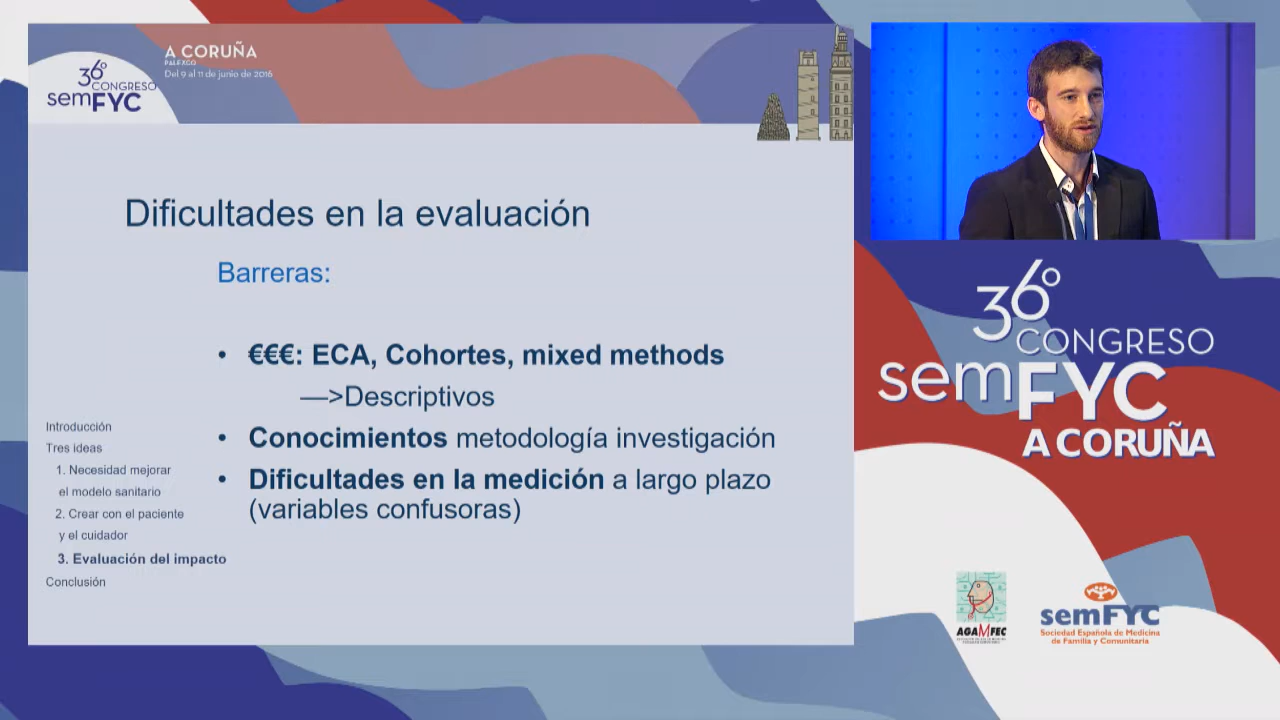 36º
CONGRESO
semFYC
A CORUÑA
PALEXCO
Del 9 al 11 de junio de 2016
Dificultades en la evaluación
Barreras:
• €€€: ECA, Cohortes, mixed methods
—>Descriptivos
• Conocimientos metodología investigación
• Dificultades en la medición a largo plazo
(variables confusoras)
Introducción
Tres ideas
1. Necesidad mejorar
el modelo sanitario
2. Crear con el paciente
y el cuidador
3. Evaluación del impacto
Conclusión
36º
CONGRESO
semFYC
A CORUÑA
AGAMFEC
semFYC
Sociedad Española de Medicina
de Familia y Comunitaria